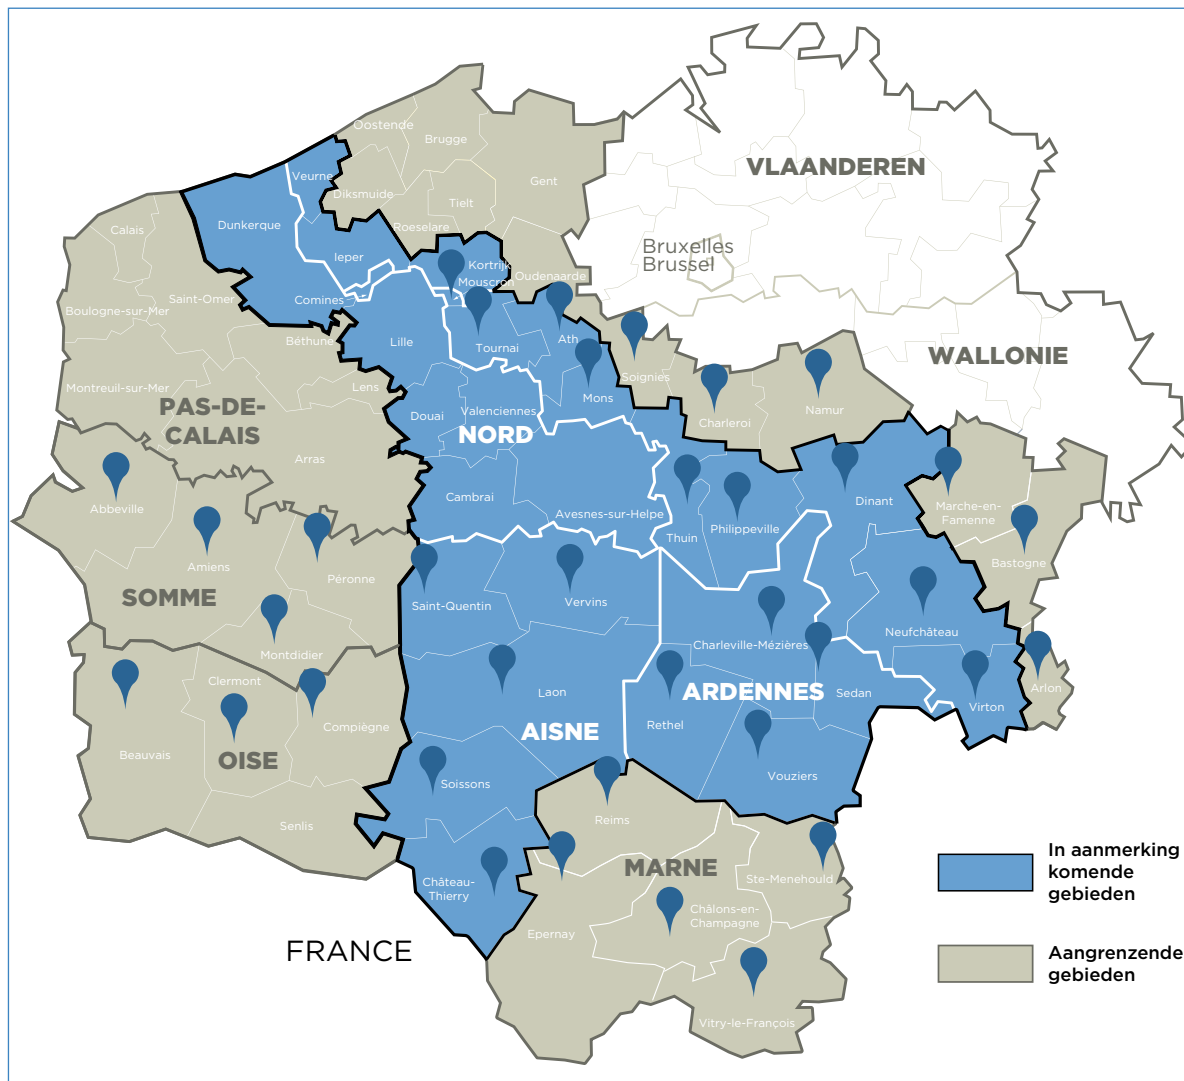 Oostende
Brugge
VLAANDEREN
Veurne
Diksmuide
Gent
Tielt
Calais
Dunkerque
Roeselare
Ieper
Bruxelles
Brussel
Kortrijk
Mouscron
Oudenaarde
Saint-Omer
Comines
Boulogne-sur-Mer
Béthune
Lille
Tournai
Ath
WALLONIE
Soignies
Montreuil-sur-Mer
Lens
Mons
PAS-DE-
CALAIS
Douai
Valenciennes
NORD
Charleroi
Namur
Arras
Cambrai
Dinant
Abbeville
Avesnes-sur-Helpe
Philippeville
Marche-en-
Famenne
Thuin
Amiens
Bastogne
Péronne
SOMME
Saint-Quentin
Vervins
Neufchâteau
Charleville-Mézières
Montdidier
Clermont
Laon
ARDENNES
Sedan
Arlon
Virton
Compiègne
Rethel
AISNE
Beauvais
OISE
Soissons
Vouziers
Senlis
Reims
MARNE
Ste-Menehould
Château-
Thierry
Châlons-en-
Champagne
Epernay
FRANCE
Vitry-le-François
In aanmerking
komende
gebieden
Aangrenzende
gebieden